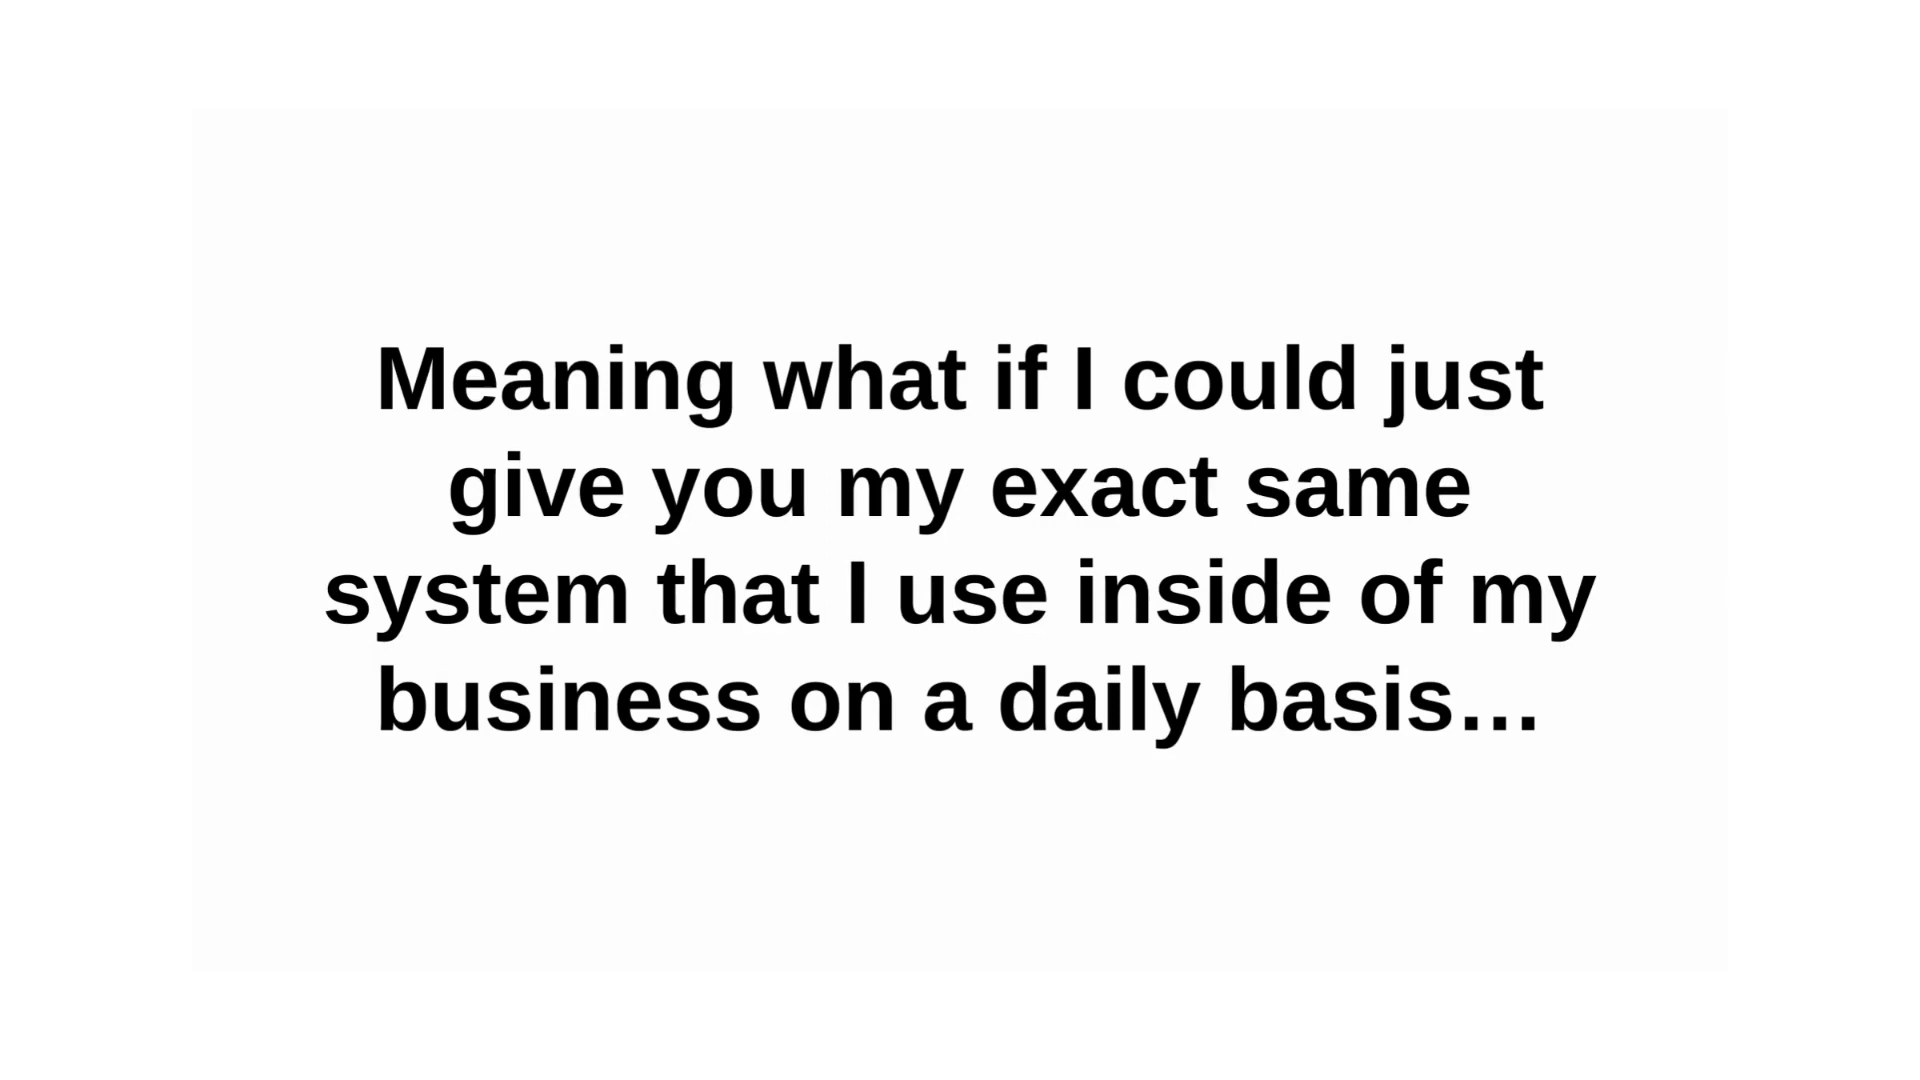 Meaning what if I could just
give you my exact same
system that I use inside of my
business on a daily basis…